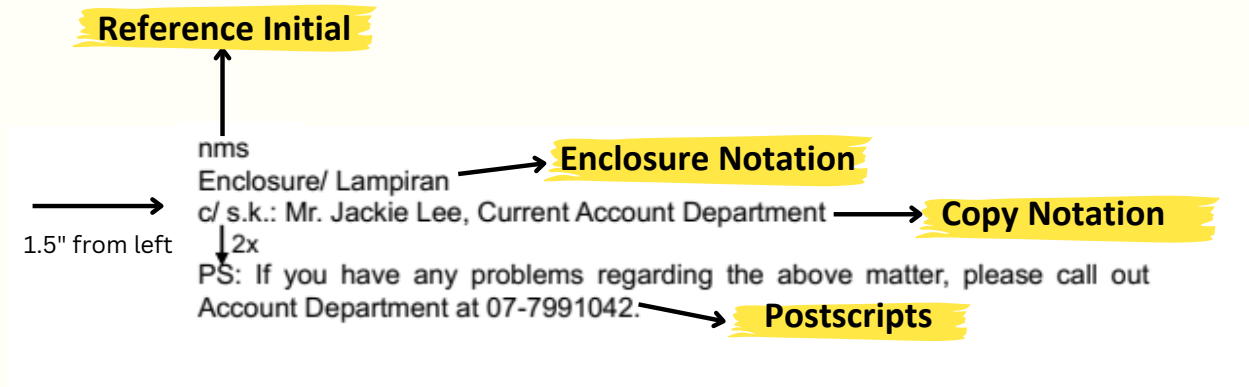 Reference Initial
nms
Enclosure/ Lampiran
Enclosure Notation
c/ s.k.: Mr. Jackie Lee, Current Account Department
Copy Notation
1.5" from left
2x
PS: If you have any problems regarding the above matter, please call out
Account Department at 07-7991042.
Postscripts